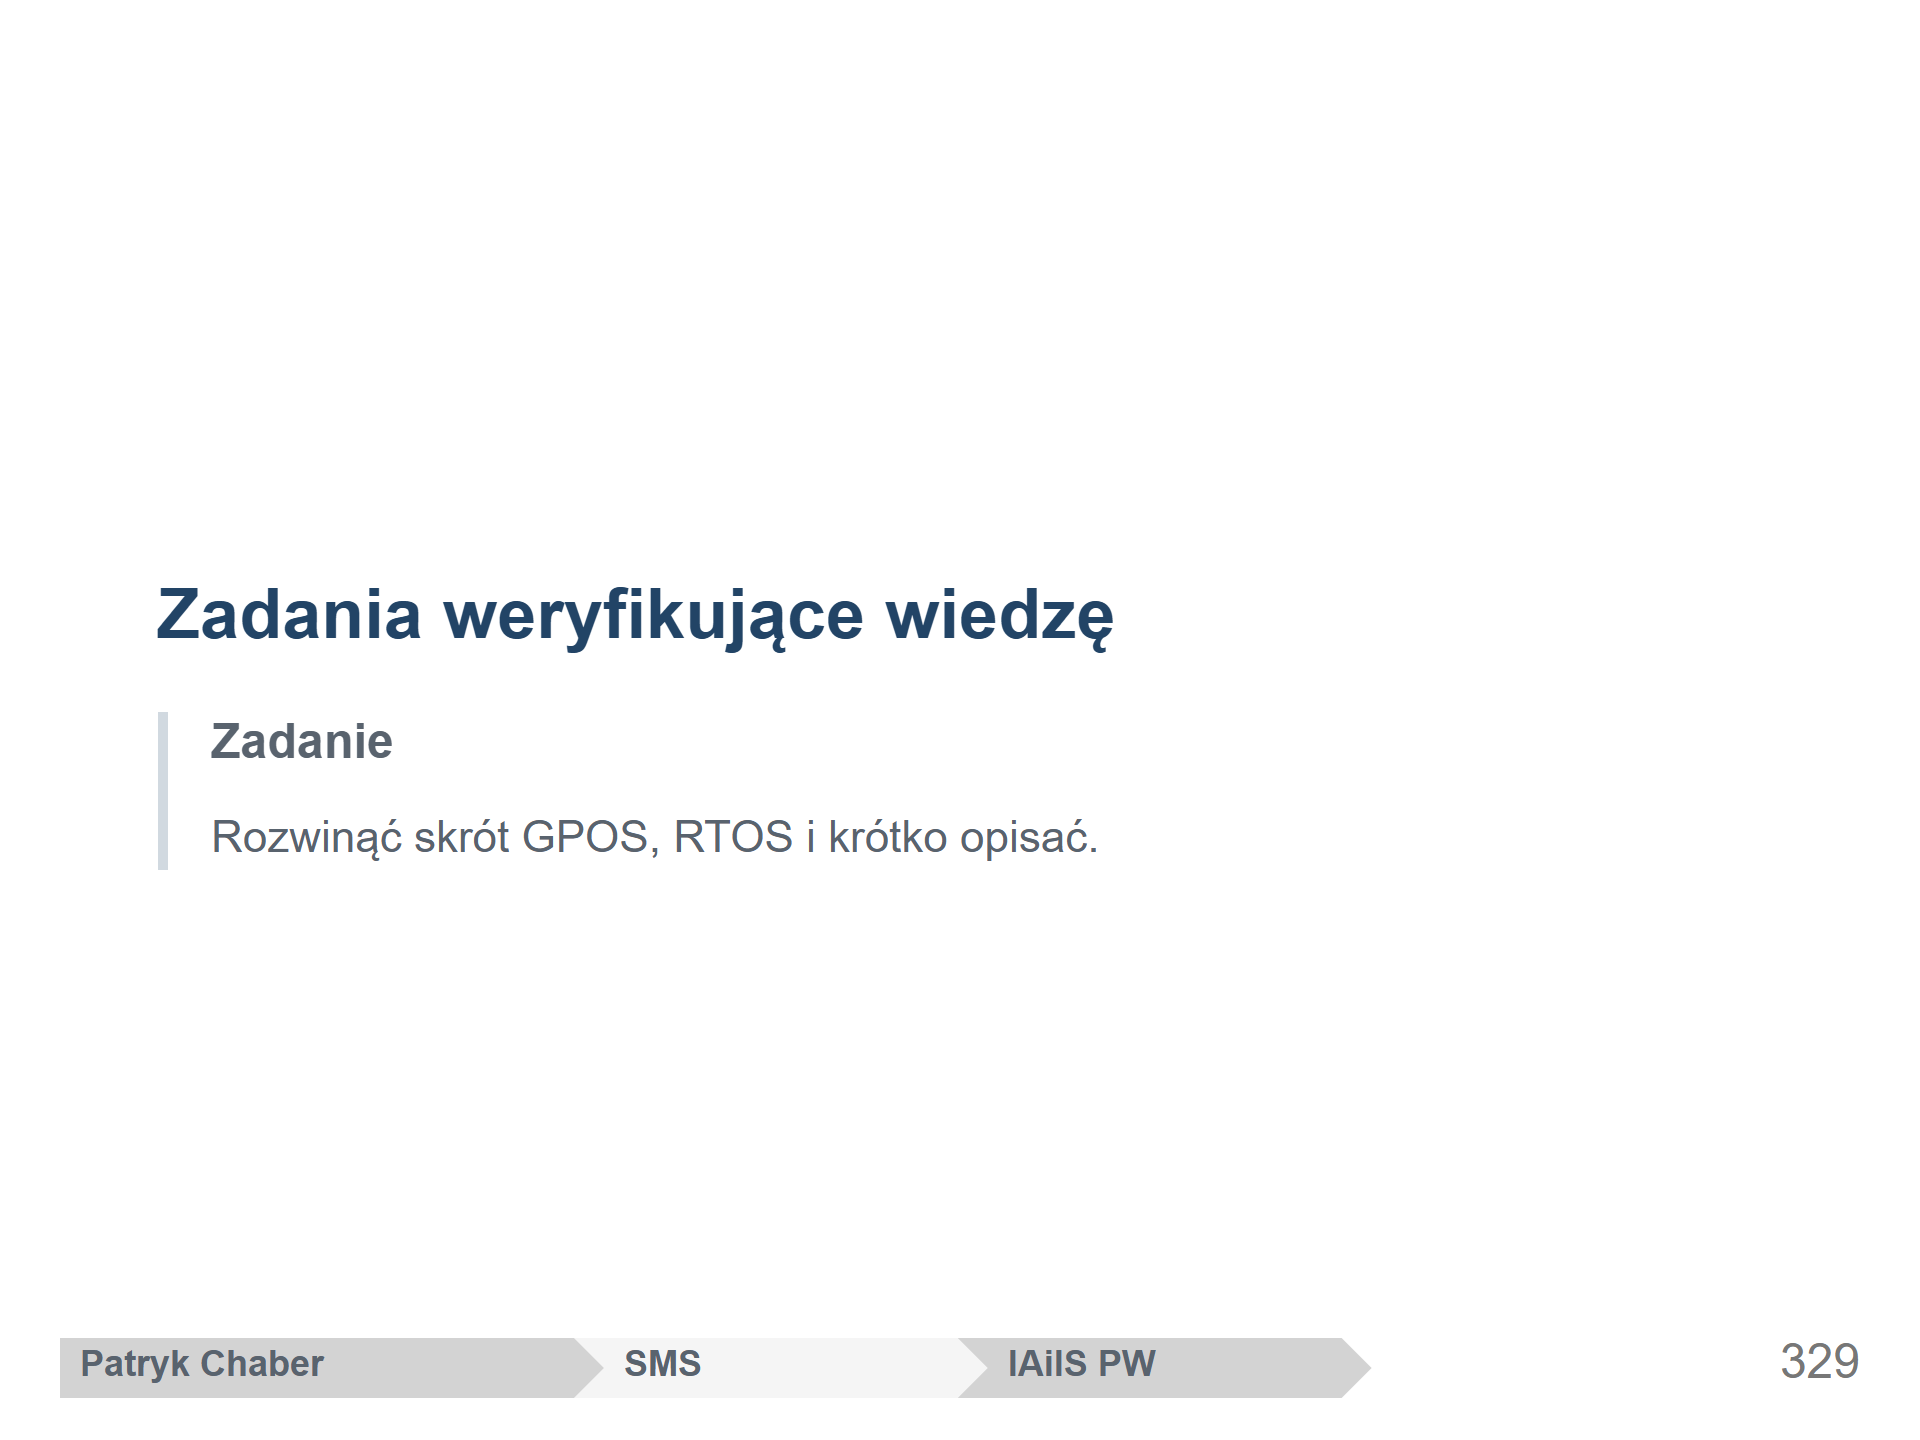 Zadania weryfikujące wiedzę
Zadanie
Rozwinąć skrót GPOS, RTOS i krótko opisać.
Patryk Chaber
SMS
IAiIS PW
329